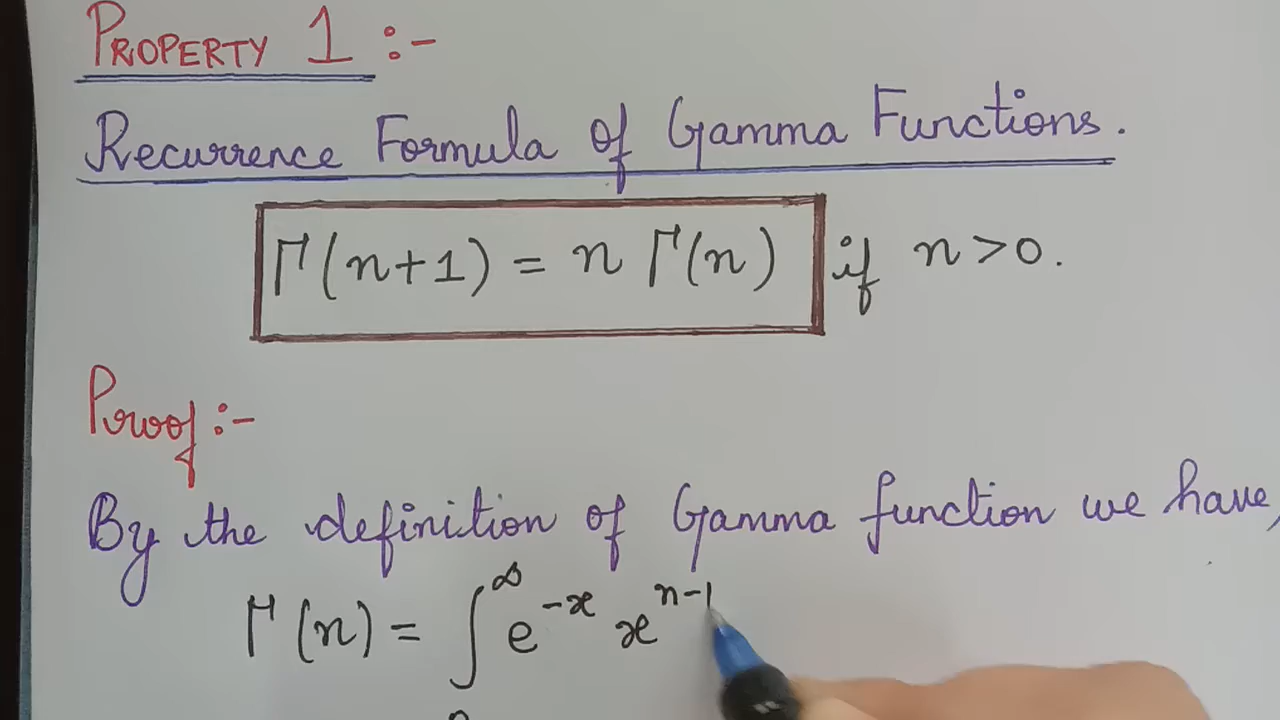 PROPERTY 1 :-
Recurrence Formula of Gamma Functions.
Γ(n+1) = n Γ(n) if n>0.
Proof :-
By the definition of Gamma function we have,
Γ(n) = ∫₀^∞ e^{-x} x^{n-1}